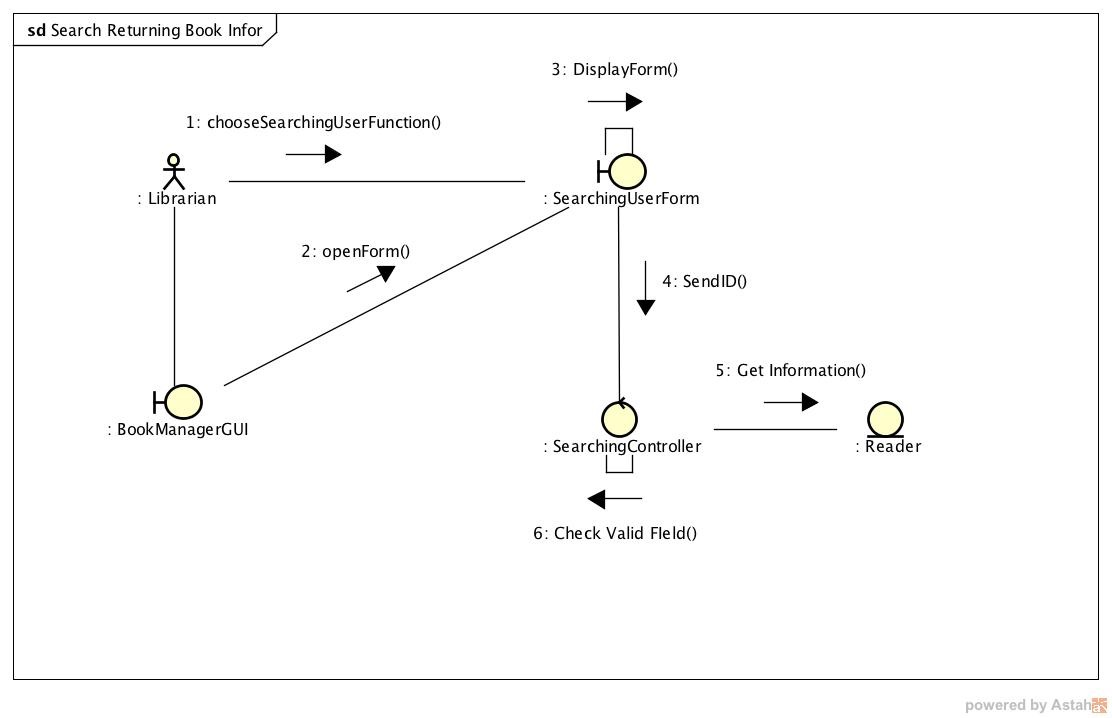 sd Search Returning Book Infor
3: DisplayForm()
1: chooseSearchingUserFunction()
: Librarian
: SearchingUserForm
2: openForm()
4: SendID()
5: Get Information()
: BookManagerGUI
: SearchingController
: Reader
6: Check Valid FIeld()
powered by Astah